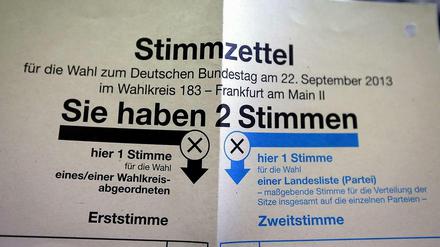 Stimmzettel
für die Wahl zum Deutschen Bundestag am 22. September 2013
im Wahlkreis 183 – Frankfurt am Main II
Sie haben 2 Stimmen
hier 1 Stimme
für die Wahl
eines/einer Wahlkreis-
abgeordneten
Erststimme
hier 1 Stimme
für die Wahl
einer Landesliste (Partei)
– maßgebende Stimme für die Verteilung der
Sitze insgesamt auf die einzelnen Parteien –
Zweitstimme